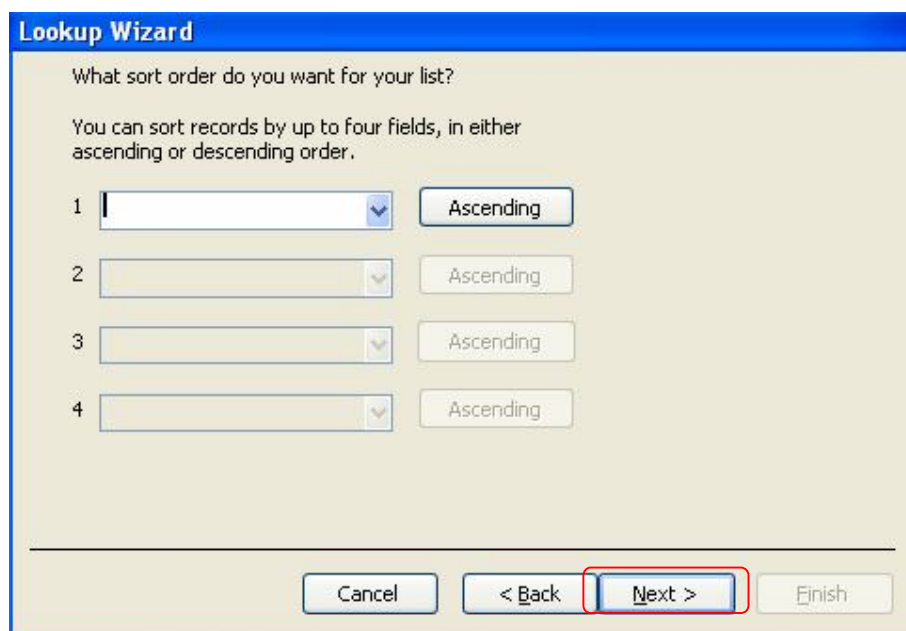 Lookup Wizard
What sort order do you want for your list?
You can sort records by up to four fields, in either
ascending or descending order.
1 Ascending
2 Ascending
3 Ascending
4 Ascending
Cancel < Back Next > Finish